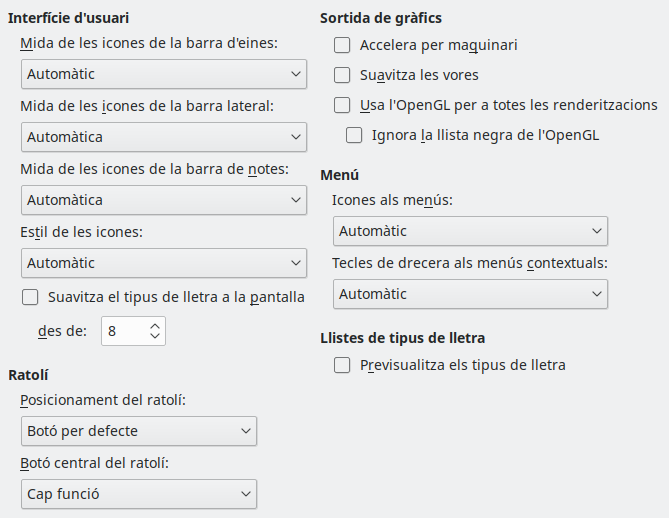 Interfície d'usuari
Mida de les icones de la barra d'eines:
Automàtic
Mida de les icones de la barra lateral:
Automàtica
Mida de les icones de la barra de notes:
Automàtica
Estil de les icones:
Automàtic
Suavitza el tipus de lletra a la pantalla
des de: 8
Ratolí
Posicionament del ratolí:
Botó per defecte
Botó central del ratolí:
Cap funció
Sortida de gràfics
Accelera per maquinari
Suavitza les vores
Usa l'OpenGL per a totes les renderitzacions
Ignora la llista negra de l'OpenGL
Menú
Icones als menús:
Automàtic
Tecles de drecera als menús contextuals:
Automàtic
Llistes de tipus de lletra
Previsualitza els tipus de lletra